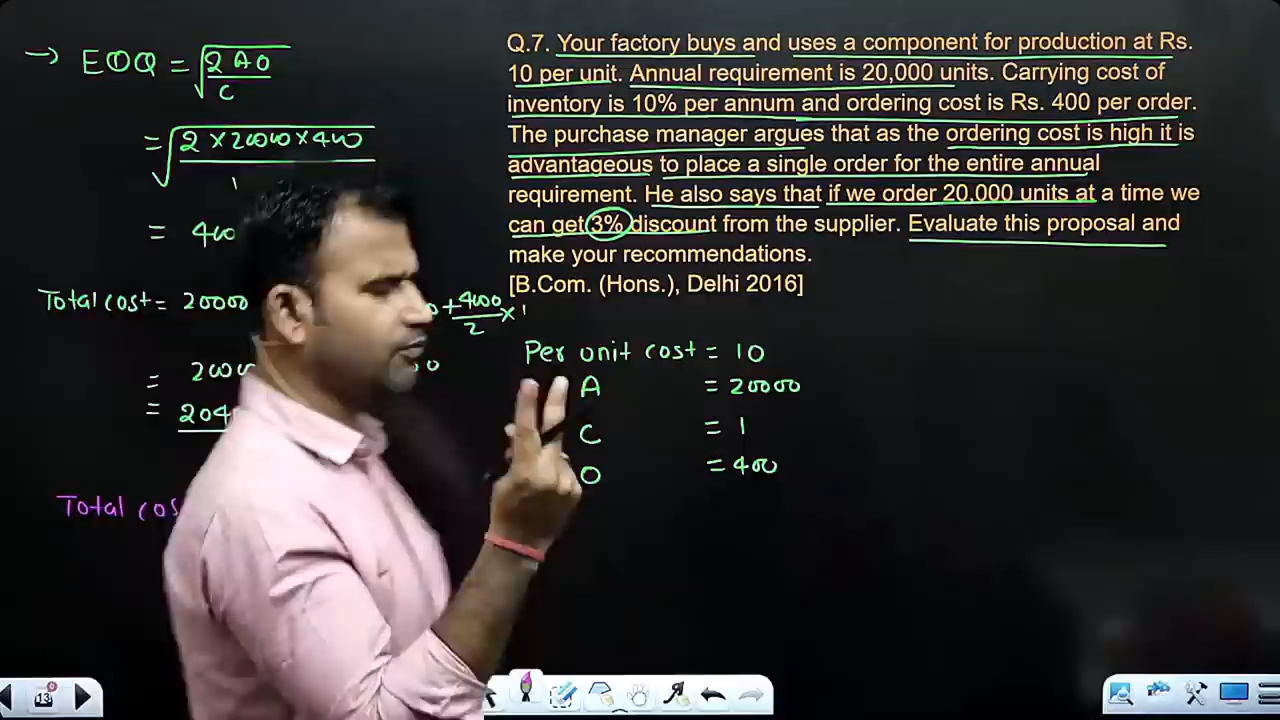 → EOQ = √2AO
C
= √2 × 20000 × 400
1
= 400
Total cost = 20000
0 + 4000 × 1
2
= 2000
= 204
Total cos
Q.7. Your factory buys and uses a component for production at Rs.
10 per unit. Annual requirement is 20,000 units. Carrying cost of
inventory is 10% per annum and ordering cost is Rs. 400 per order.
The purchase manager argues that as the ordering cost is high it is
advantageous to place a single order for the entire annual
requirement. He also says that if we order 20,000 units at a time we
can get 3% discount from the supplier. Evaluate this proposal and
make your recommendations.
[B.Com. (Hons.), Delhi 2016]
Per unit cost = 10
A = 20000
C = 1
O = 400
13